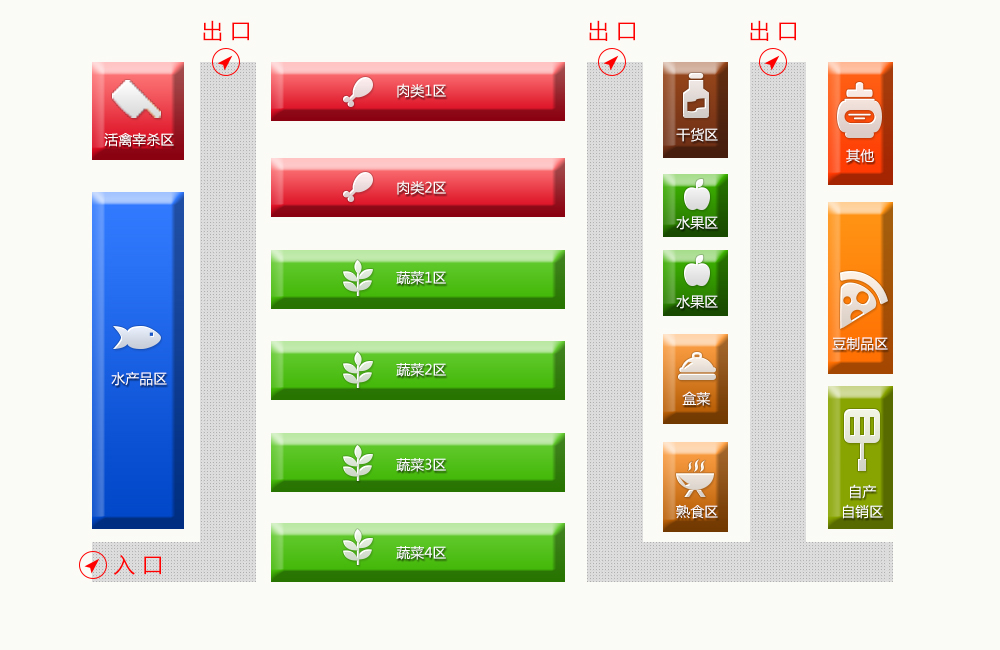 出口
出口
出口
活禽宰杀区
水产品区
入口
肉类1区
肉类2区
蔬菜1区
蔬菜2区
蔬菜3区
蔬菜4区
干货区
水果区
水果区
盒菜
熟食区
其他
豆制品区
自产
自销区